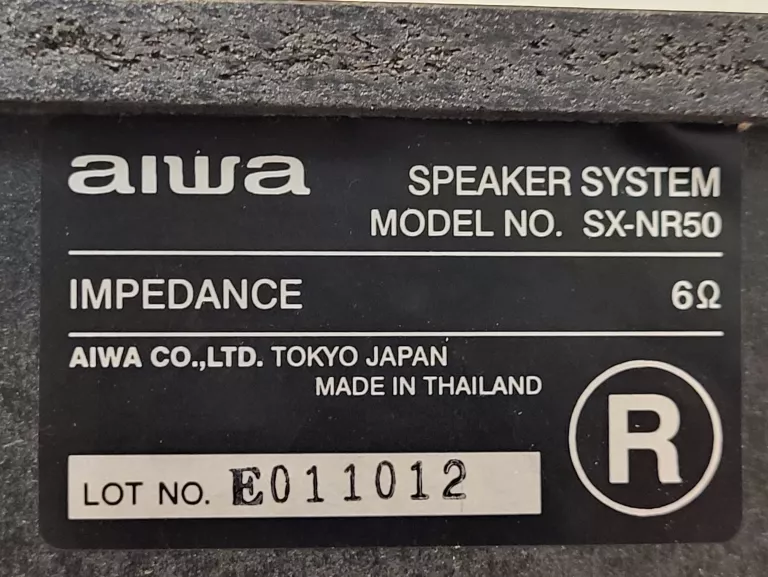 aiwa
SPEAKER SYSTEM
MODEL NO. SX-NR50
IMPEDANCE 6Ω
AIWA CO.,LTD. TOKYO JAPAN
MADE IN THAILAND
R
LOT NO. E011012